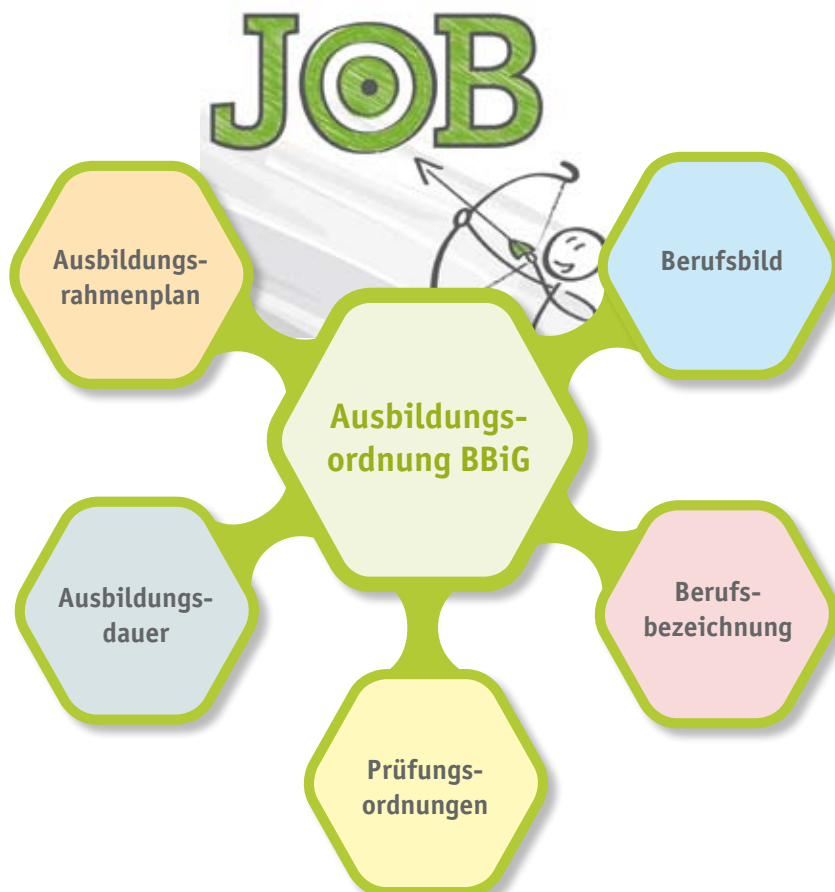 JOB
Ausbildungs-
rahmenplan
Berufsbild
Ausbildungs-
ordnung BBiG
Ausbildungs-
dauer
Berufs-
bezeichnung
Prüfungs-
ordnungen